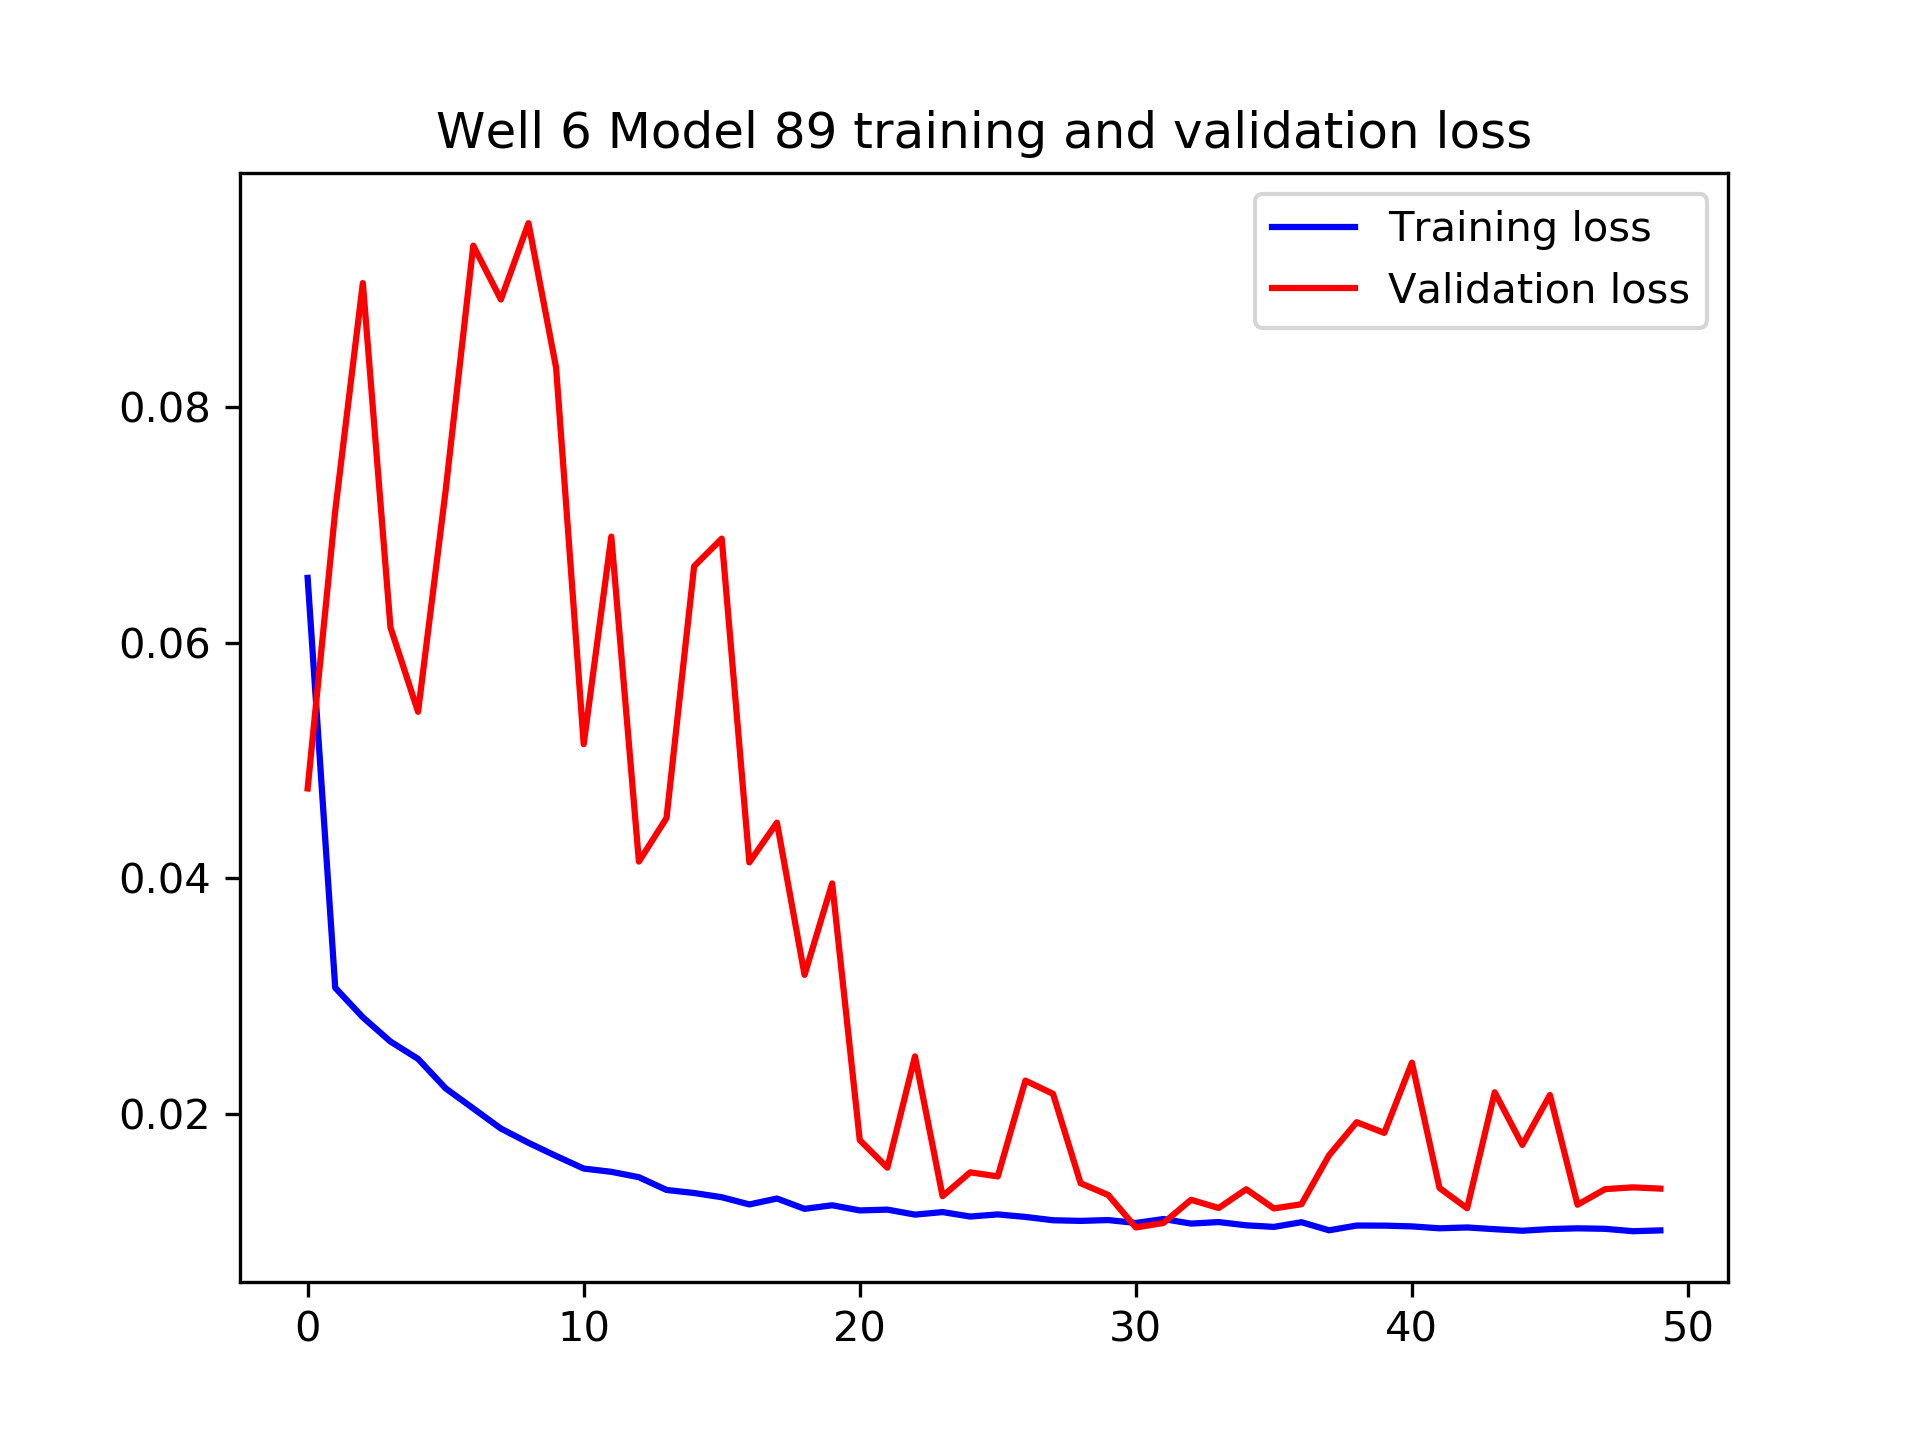 Well 6 Model 89 training and validation loss
Training loss
Validation loss
0.08
0.06
0.04
0.02
0 10 20 30 40 50